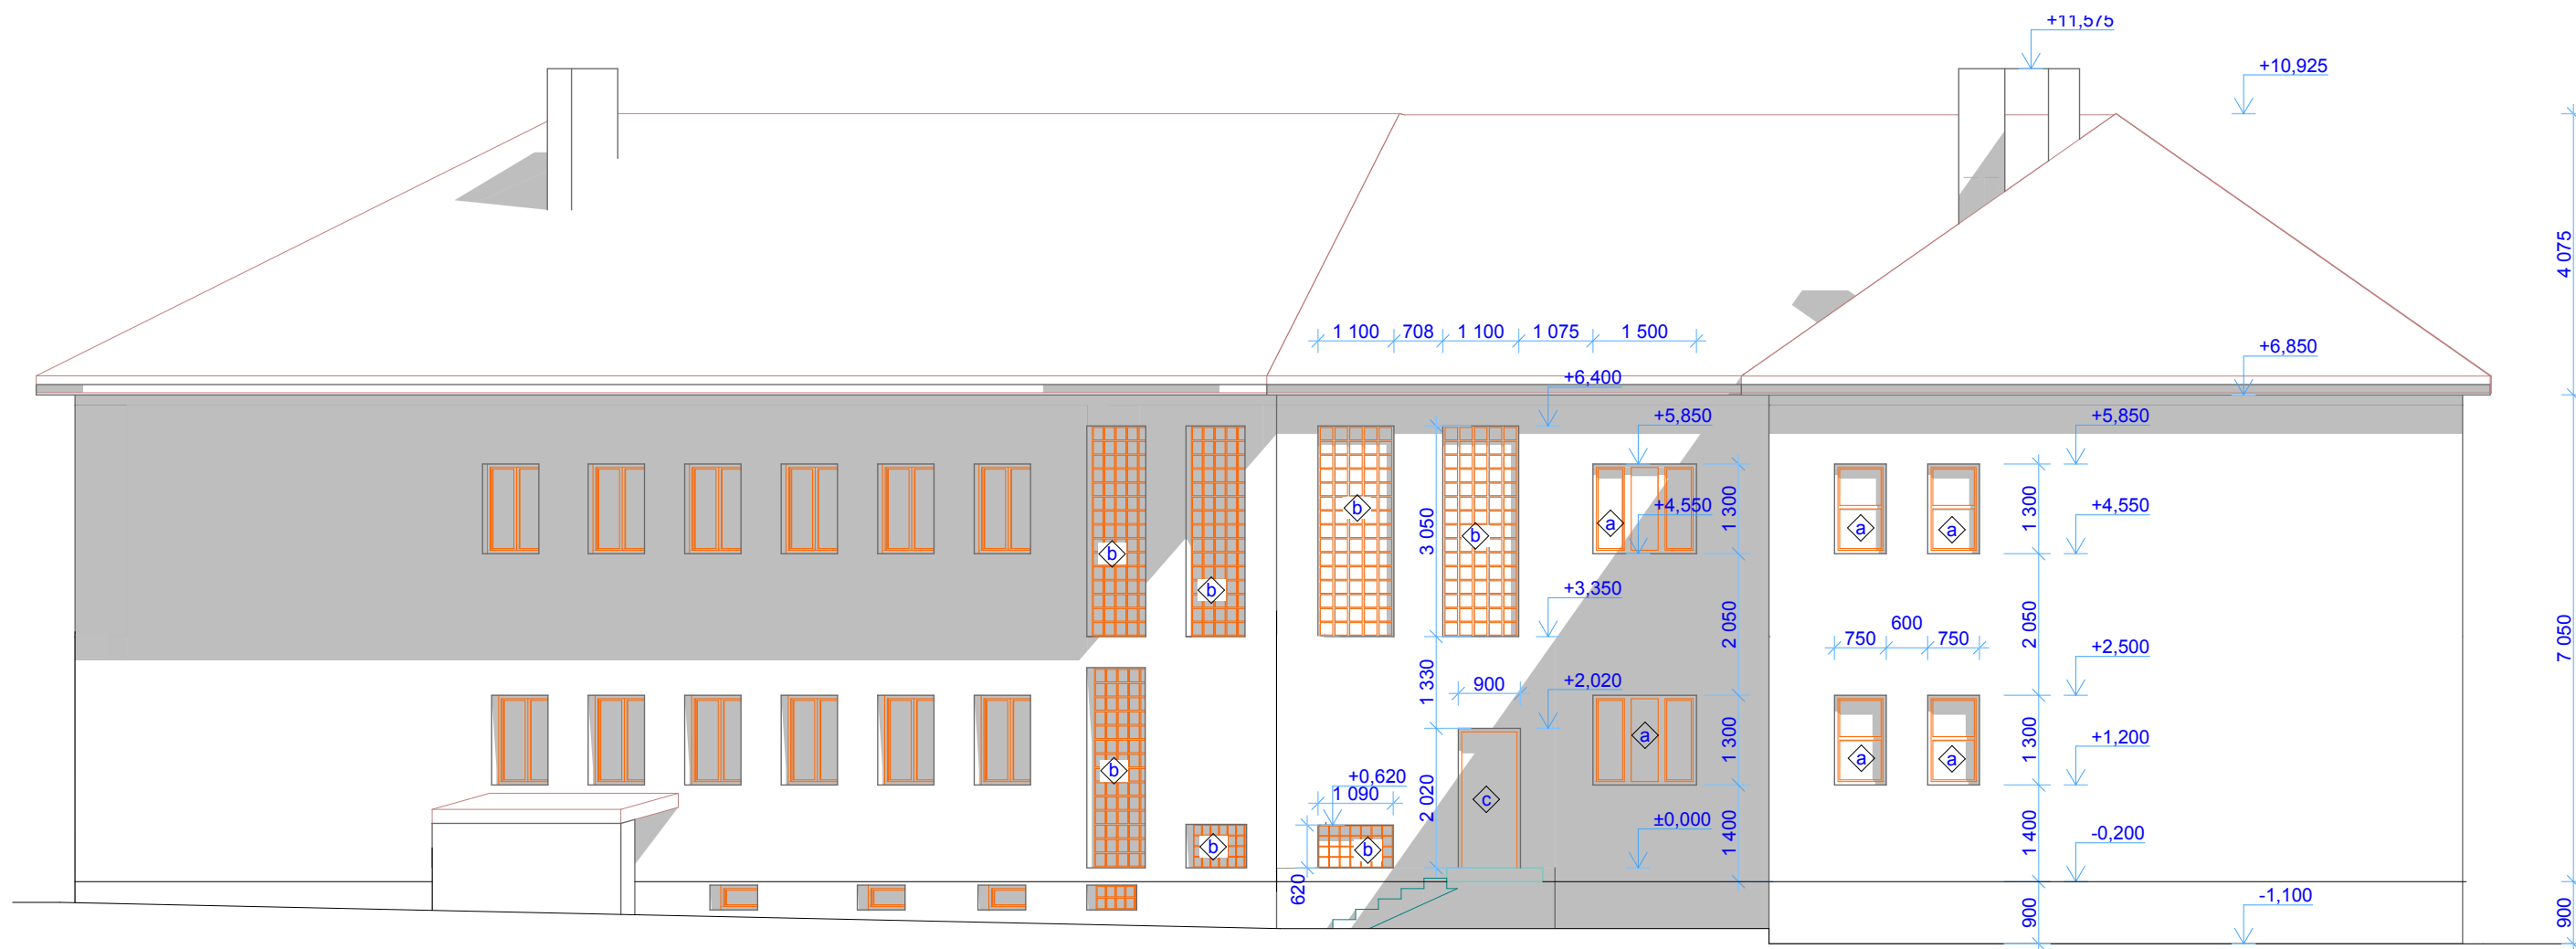 +11,575
+10,925
4 075
1 100 708 1 100 1 075 1 500
+6,850
+6,400
+5,850 +5,850
1 300 1 300
b a +4,550 a a +4,550
3 050 b
b
b
+3,350
2 050 2 050
600
750 750
+2,500
7 050
1 330 900 +2,020
a
1 300 1 300
+1,200
b a a
+0,620
1 090
2 020 c
±0,000
1 400 1 400
-0,200
b b
620
-1,100
900 900